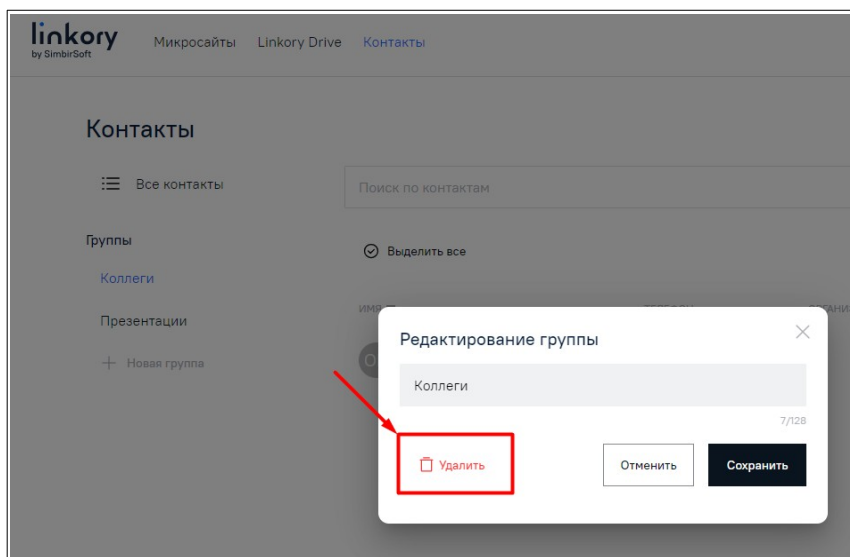 linkory
by SimbirSoft
Микросайты Linkory Drive Контакты
Контакты
Все контакты
Поиск по контактам
Группы
Выделить все
Коллеги
Презентации
Новая группа
ИМЯ
Редактирование группы
Коллеги
7/128
Удалить
Отменить
Сохранить